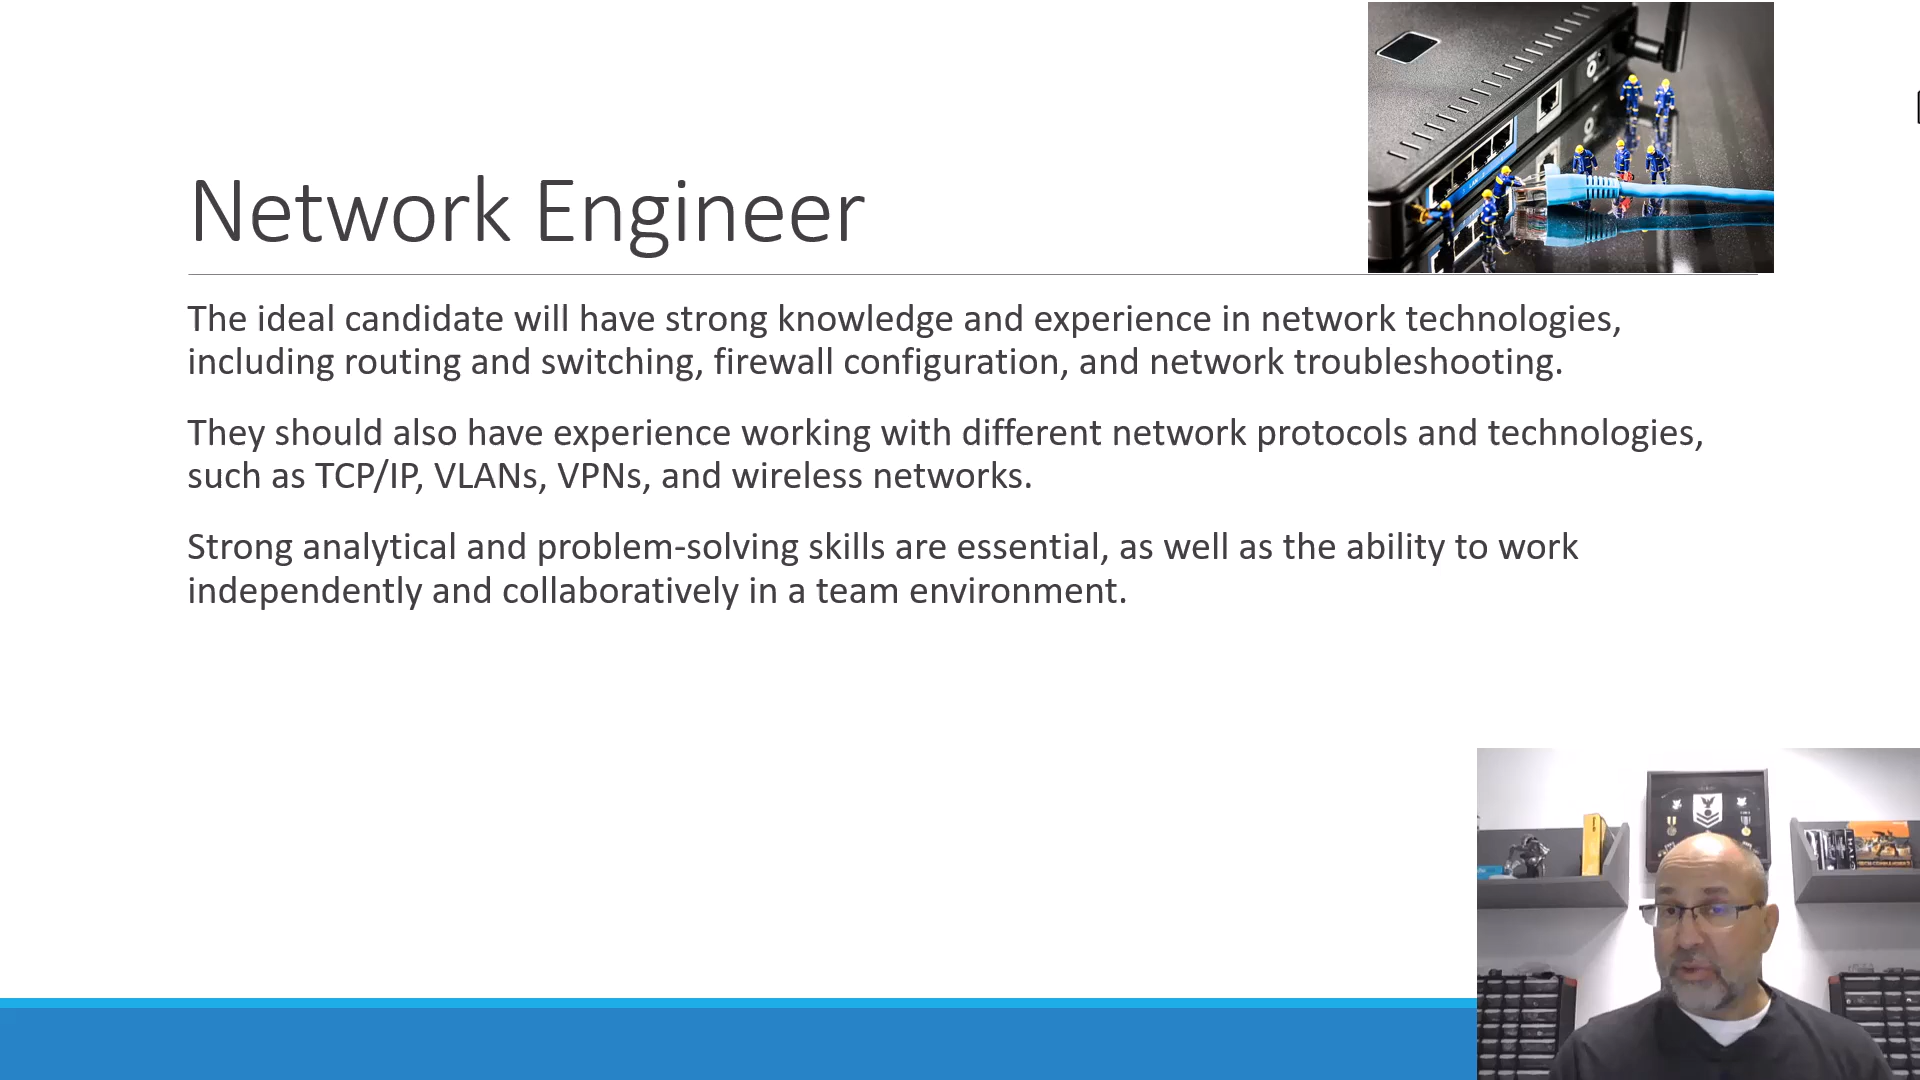 Network Engineer
The ideal candidate will have strong knowledge and experience in network technologies,
including routing and switching, firewall configuration, and network troubleshooting.
They should also have experience working with different network protocols and technologies,
such as TCP/IP, VLANs, VPNs, and wireless networks.
Strong analytical and problem-solving skills are essential, as well as the ability to work
independently and collaboratively in a team environment.